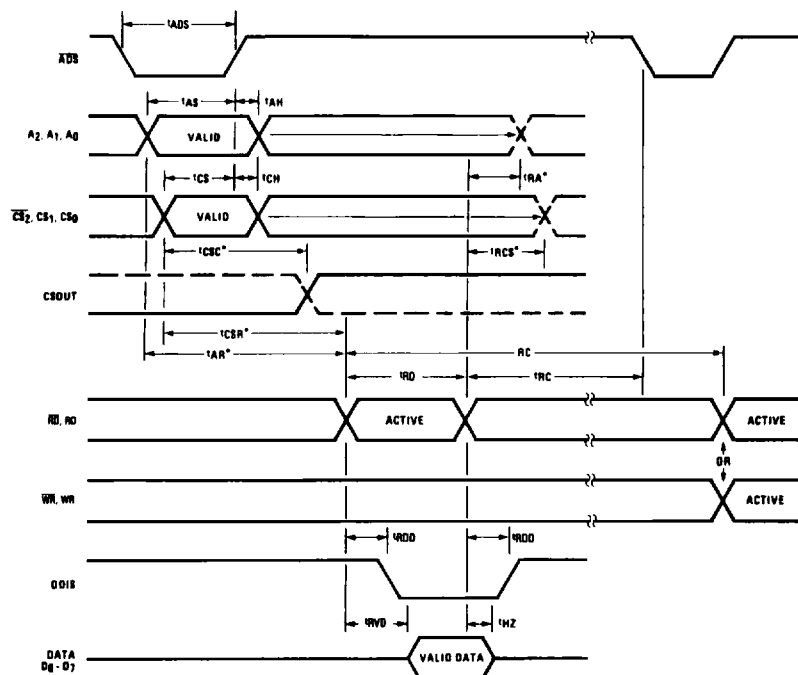 tADS
ADS
tAS tAH
A2, A1, A0 VALID
tCS tCH tRA*
CS2, CS1, CS0 VALID
tCSC* tRCS*
CSOUT
tCSR*
tAR* RC
tRD tRC
RD, RD ACTIVE ACTIVE
OR
WR, WR ACTIVE
tRDD tRDD
DDIS
tRVD tHZ
DATA
D0 - D7 VALID DATA